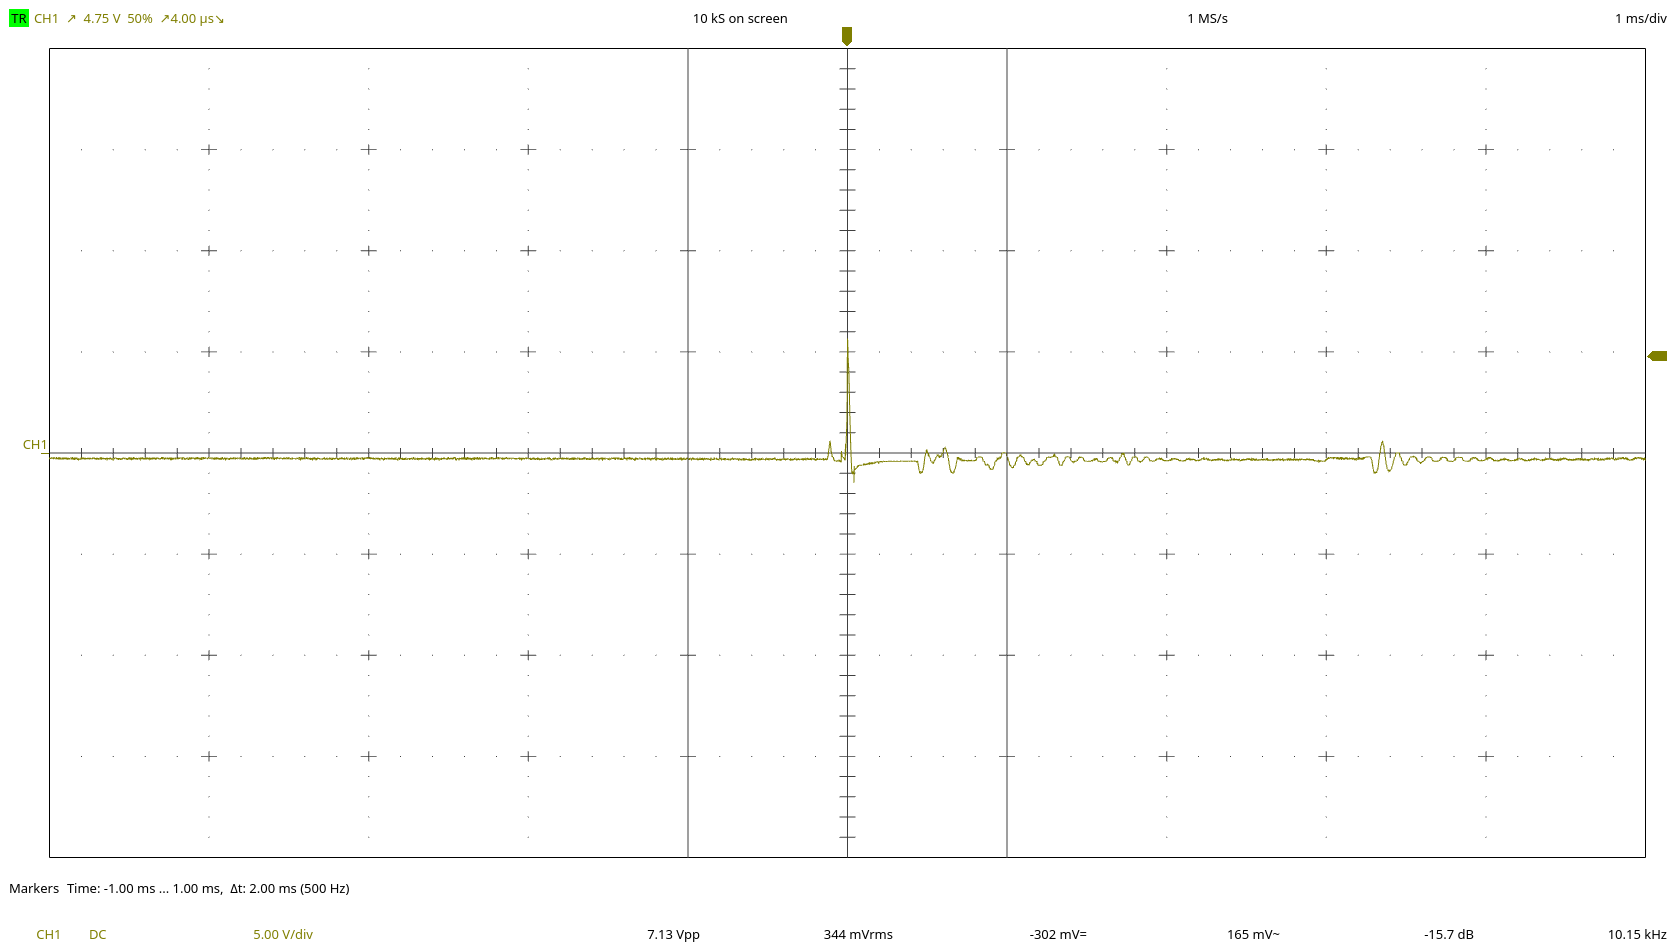 TR CH1 ↗ 4.75 V 50% ↗4.00 µs↘ 10 kS on screen 1 MS/s 1 ms/div
CH1
Markers Time: -1.00 ms ... 1.00 ms, Δt: 2.00 ms (500 Hz)
CH1 DC 5.00 V/div 7.13 Vpp 344 mVrms -302 mV= 165 mV~ -15.7 dB 10.15 kHz